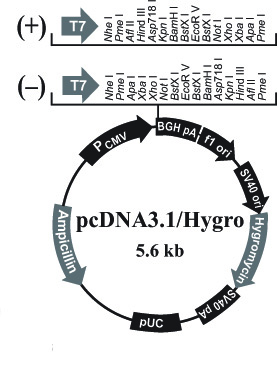 (+) T7 Nhe I Pme I Afl II Hind III Asp718 I Kpn I BamH I BstX I EcoR V BstX I Not I Xho I Xba I Apa I Pme I
(–) T7 Nhe I Pme I Apa I Xba I Xho I Not I BstX I EcoR V BstX I BamH I Asp718 I Kpn I Hind III Afl II Pme I
PCMV
BGH pA
f1 ori
SV40 ori
Hygromycin
SV40 pA
pUC
Ampicillin
pcDNA3.1/Hygro
5.6 kb